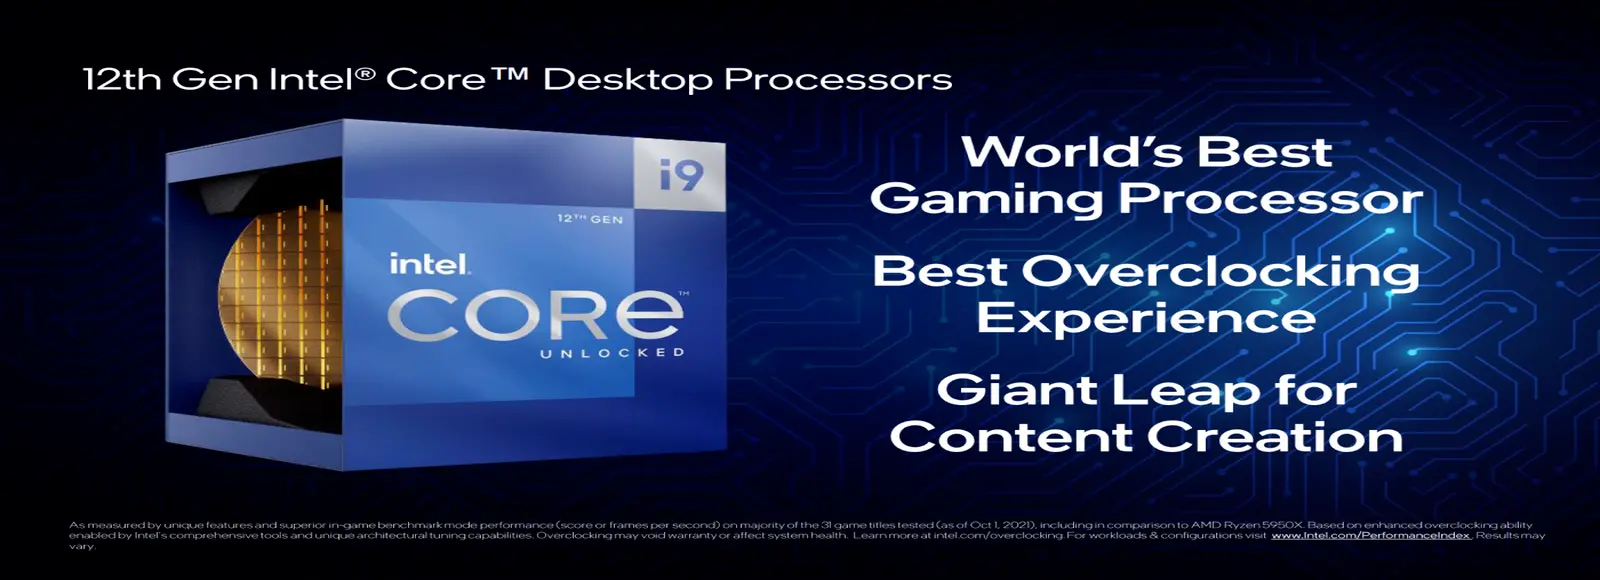 12th Gen Intel® Core™ Desktop Processors
i9
12TH GEN
intel.
CORE™
UNLOCKED
World's Best
Gaming Processor
Best Overclocking
Experience
Giant Leap for
Content Creation
As measured by unique features and superior in-game benchmark mode performance (score or frames per second) on majority of the 31 game titles tested (as of Oct 1, 2021), including in comparison to AMD Ryzen 5950X. Based on enhanced overclocking ability
enabled by Intel's comprehensive tools and unique architectural tuning capabilities. Overclocking may void warranty or affect system health. Learn more at intel.com/overclocking. For workloads & configurations visit www.Intel.com/PerformanceIndex. Results may
vary.